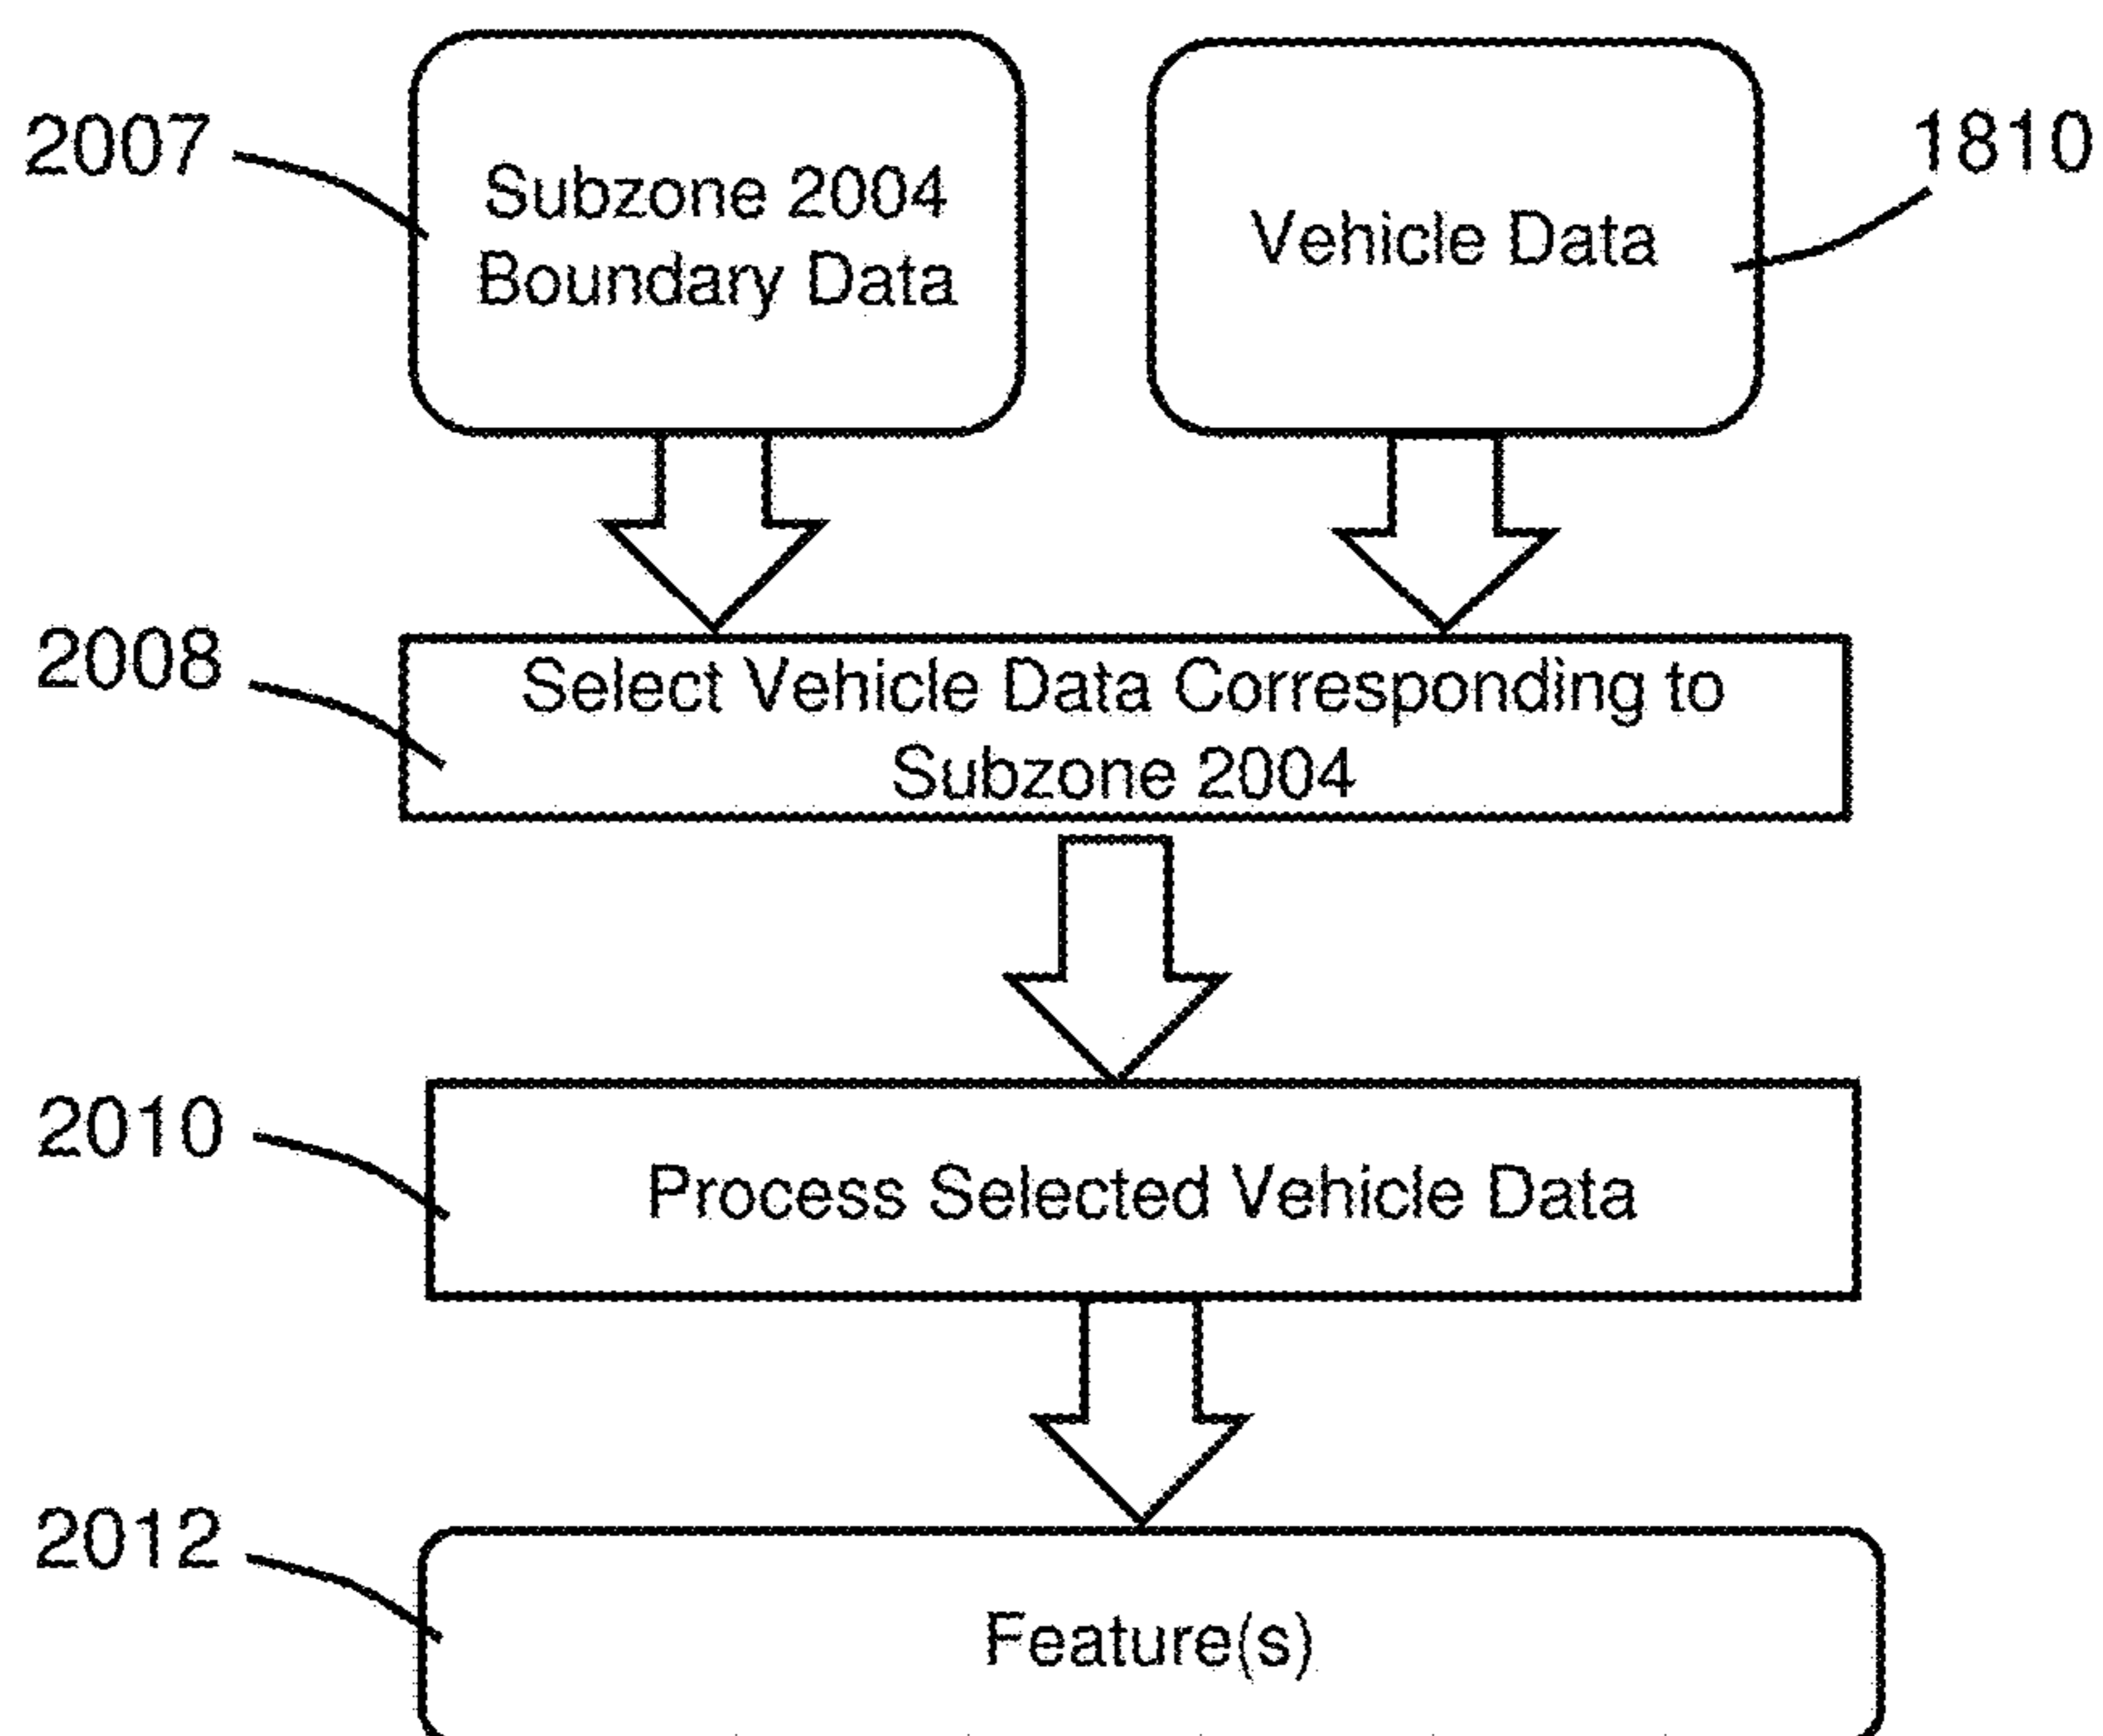 2007
Subzone 2004
Boundary Data
Vehicle Data
1810
2008
Select Vehicle Data Corresponding to
Subzone 2004
2010
Process Selected Vehicle Data
2012
Feature(s)